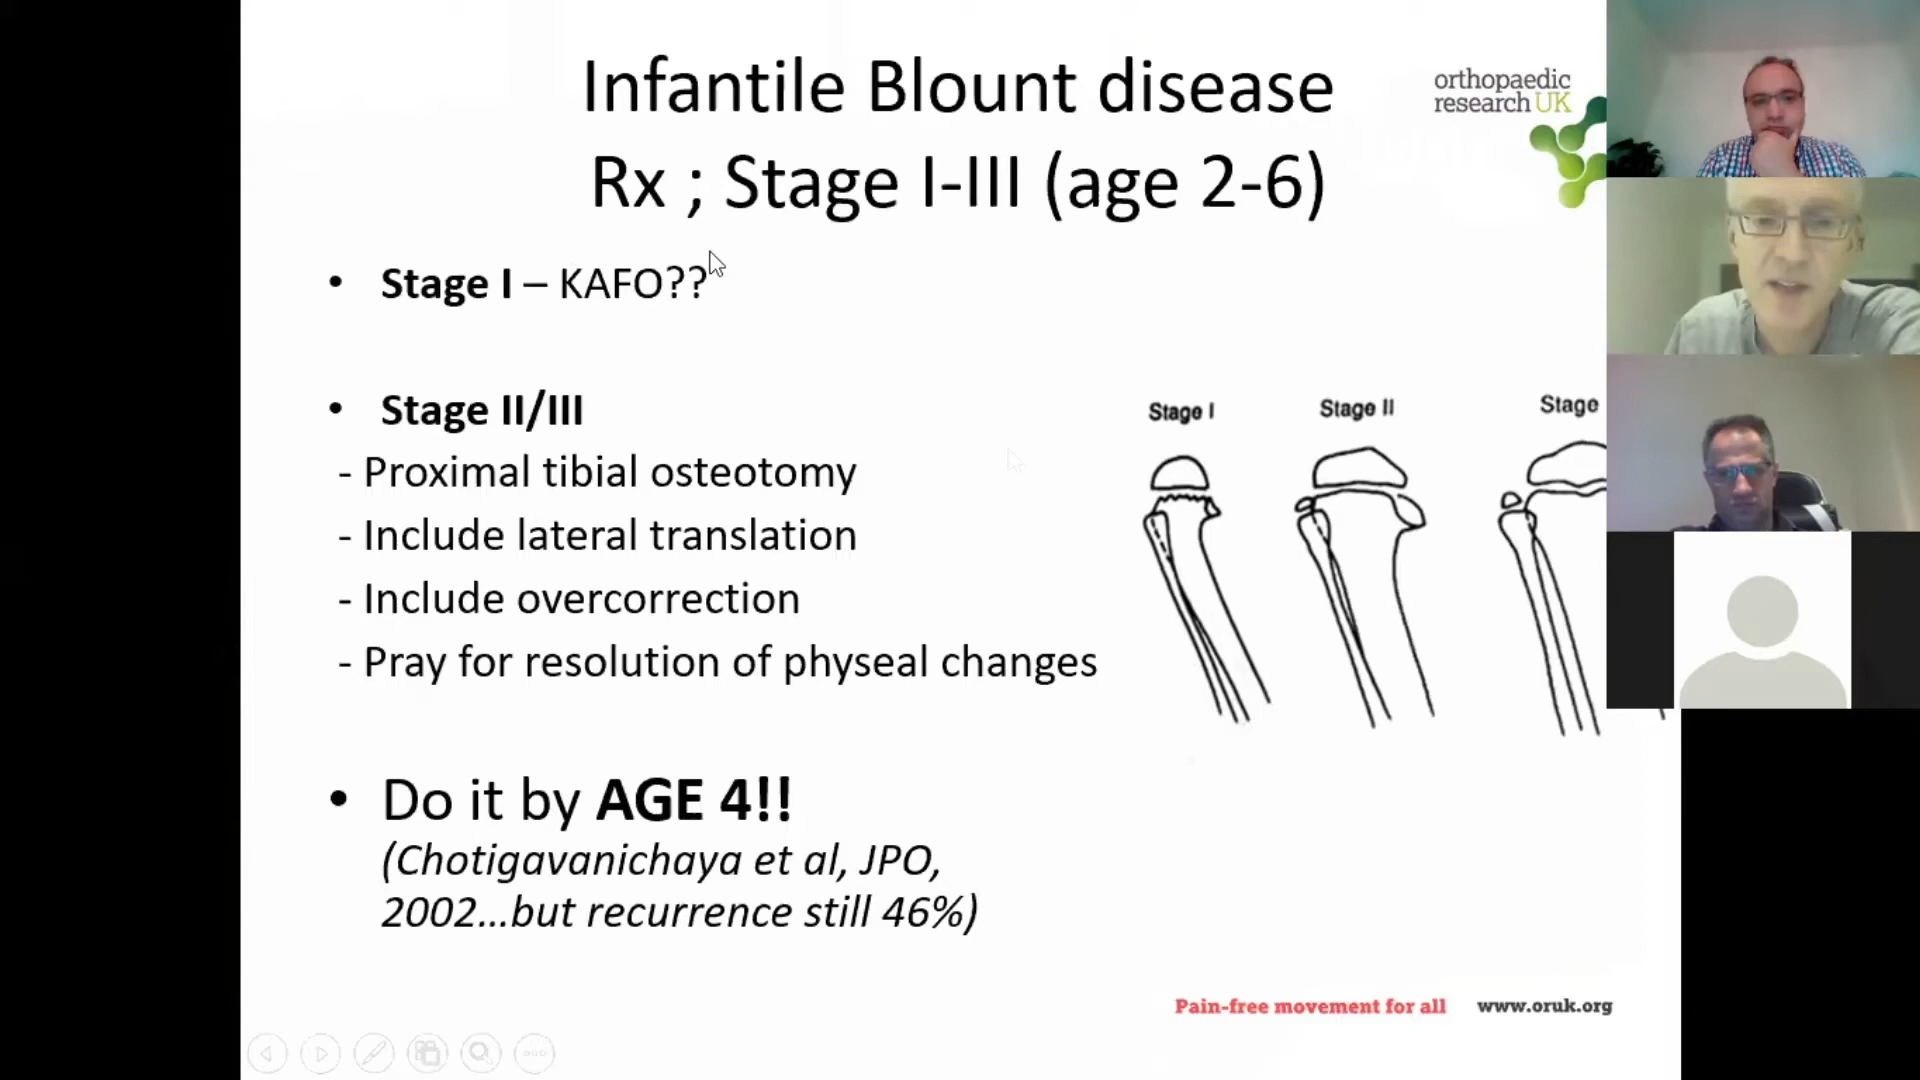 Infantile Blount disease
Rx ; Stage I-III (age 2-6)
orthopaedic
research UK
• Stage I – KAFO??
• Stage II/III
- Proximal tibial osteotomy
- Include lateral translation
- Include overcorrection
- Pray for resolution of physeal changes
Stage I
Stage II
Stage
• Do it by AGE 4!!
(Chotigavanichaya et al, JPO,
2002...but recurrence still 46%)
Pain-free movement for all
www.oruk.org